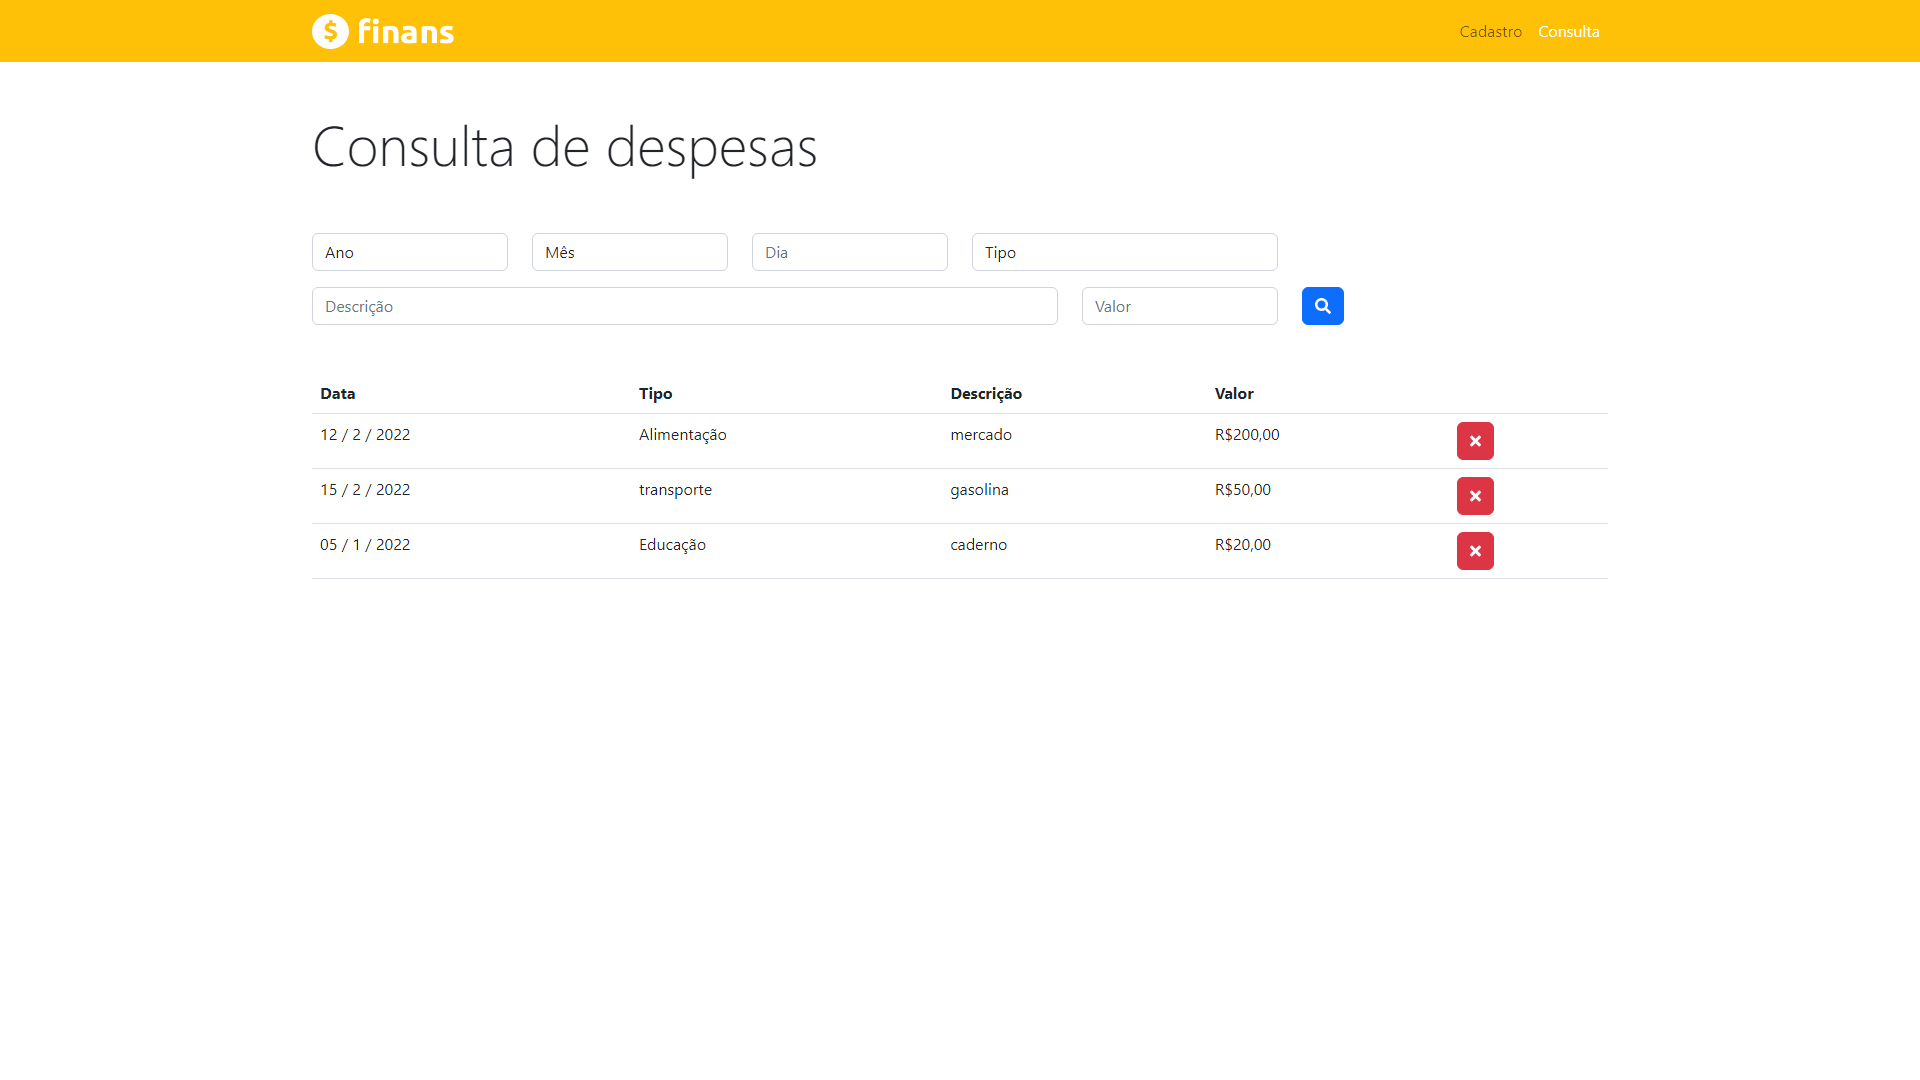 $ finans
Cadastro Consulta
Consulta de despesas
Ano Mês Dia Tipo
Descrição Valor
Data Tipo Descrição Valor
12 / 2 / 2022 Alimentação mercado R$200,00
15 / 2 / 2022 transporte gasolina R$50,00
05 / 1 / 2022 Educação caderno R$20,00